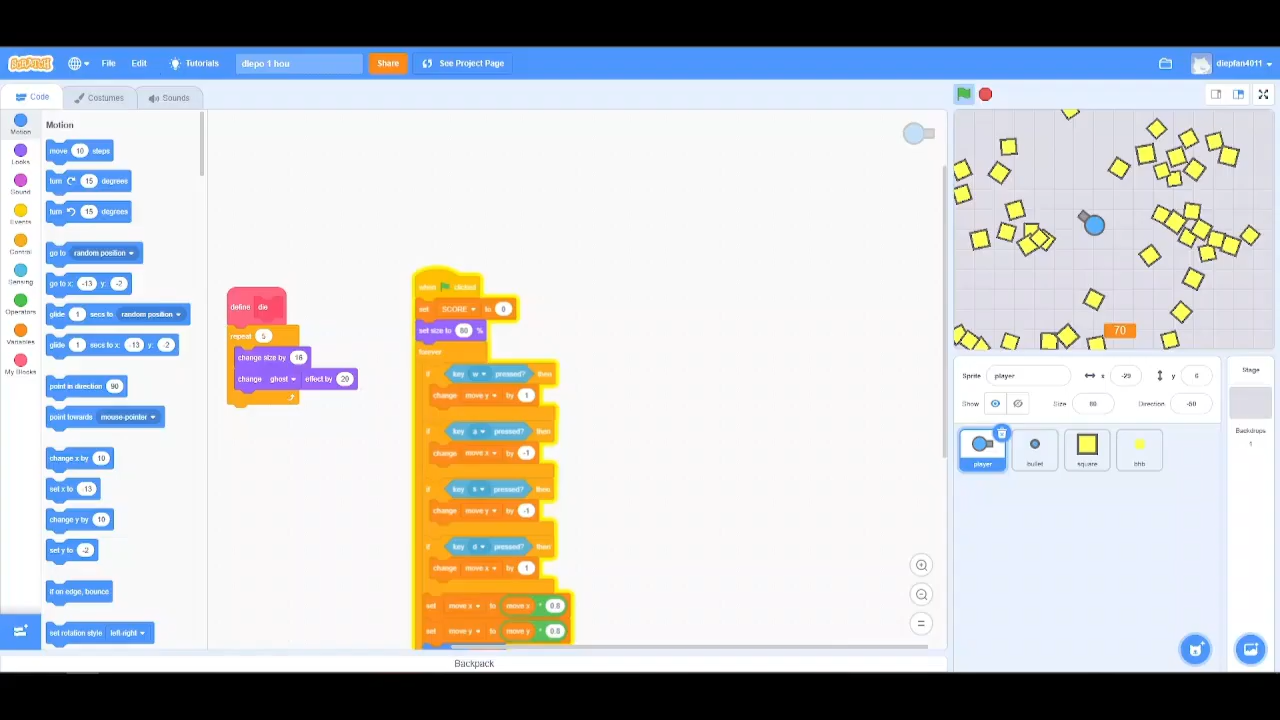 SCRATCH File Edit Tutorials diepo 1 hou Share See Project Page diepfan4011
Code Costumes Sounds
Motion
Looks
Sound
Events
Control
Sensing
Operators
Variables
My Blocks
Motion
move 10 steps
turn 15 degrees
turn 15 degrees
go to random position
go to x: -13 y: -2
glide 1 secs to random position
glide 1 secs to x: -13 y: -2
point in direction 90
point towards mouse-pointer
change x by 10
set x to -13
change y by 10
set y to -2
if on edge, bounce
set rotation style left-right
define die
repeat 5
change size by 16
change ghost effect by 20
when clicked
set SCORE to 0
set size to 60 %
forever
if key w pressed? then
change move y by 1
if key a pressed? then
change move x by -1
if key s pressed? then
change move y by -1
if key d pressed? then
change move x by 1
set move x to move x * 0.8
set move y to move y * 0.8
Backpack
70
Sprite player x -29 y 6
Show Size 60 Direction -50
player
bullet
square
bhb
Stage
Backdrops
1